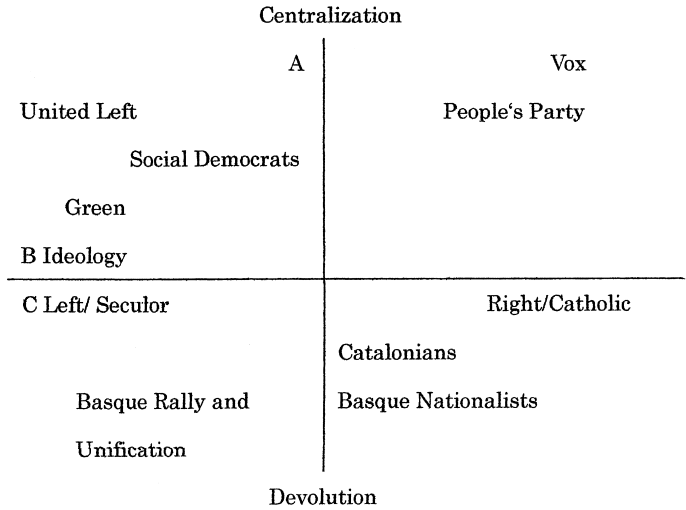 Centralization
A
Vox
United Left
People‘s Party
Social Democrats
Green
B Ideology
C Left/ Secular
Right/Catholic
Catalonians
Basque Rally and
Basque Nationalists
Unification
Devolution